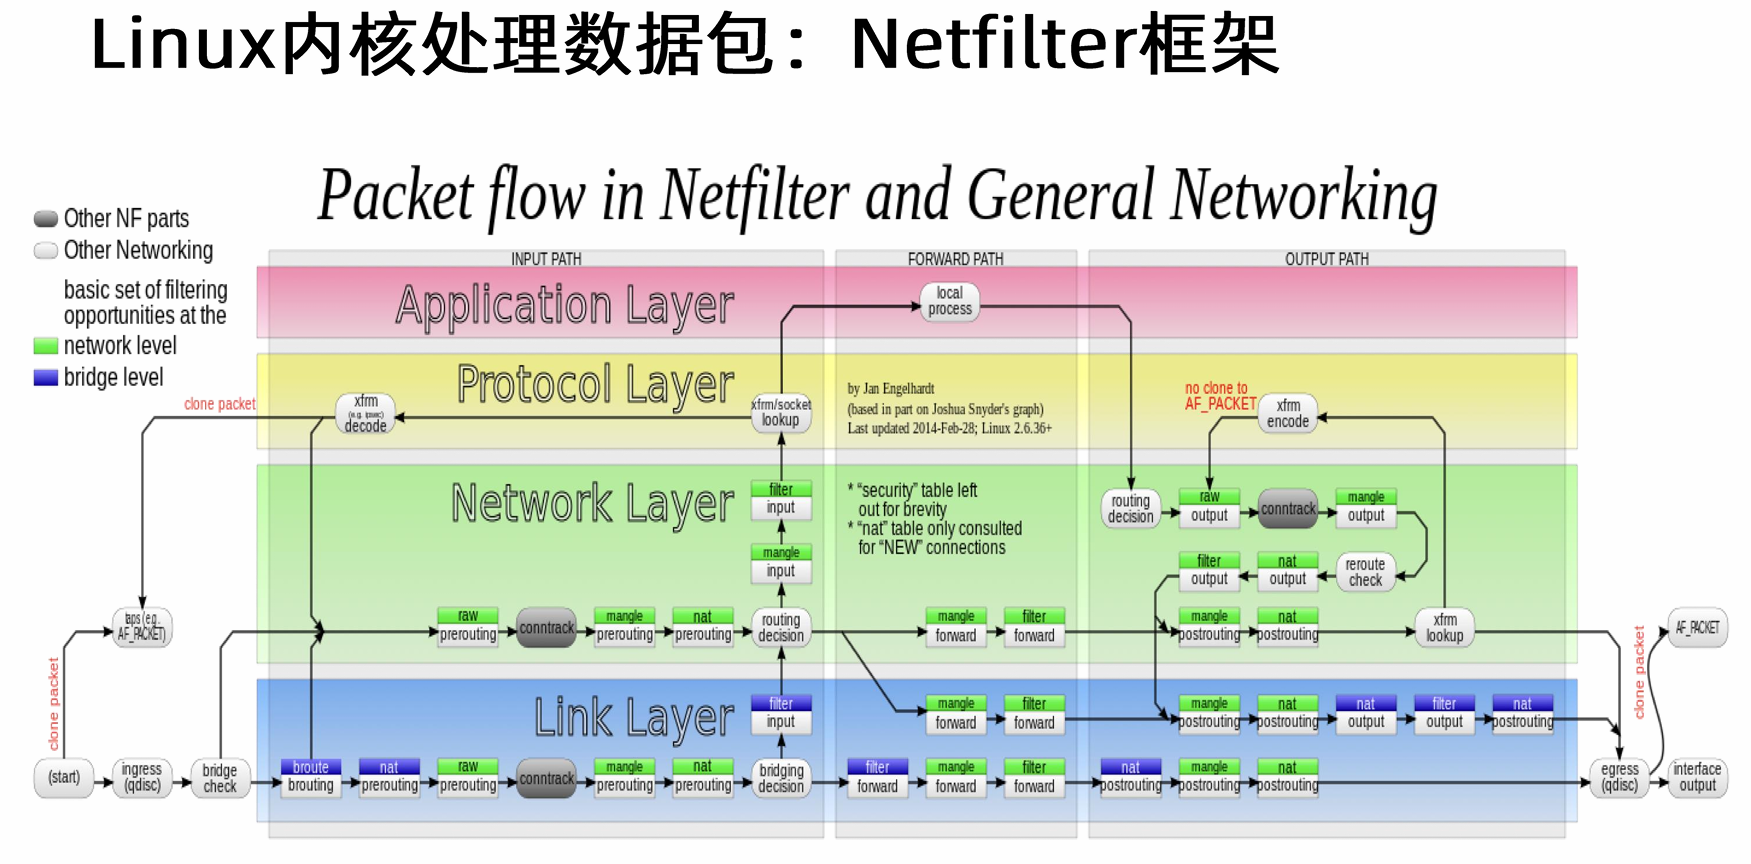 Linux内核处理数据包：Netfilter框架
Packet flow in Netfilter and General Networking
Other NF parts
Other Networking
basic set of filtering
opportunities at the
network level
bridge level
INPUT PATH
FORWARD PATH
OUTPUT PATH
Application Layer
local
process
Protocol Layer
clone packet
xfrm
(e.g. ipsec)
decode
xfrm/socket
lookup
by Jan Engelhardt
(based in part on Joshua Snyder's graph)
Last updated 2014-Feb-28; Linux 2.6.36+
no clone to
AF_PACKET
xfrm
encode
Network Layer
filter
input
mangle
input
* “security” table left
out for brevity
* “nat” table only consulted
for “NEW” connections
routing
decision
raw
output
conntrack
mangle
output
filter
output
nat
output
reroute
check
taps (e.g.
AF_PACKET)
raw
prerouting
conntrack
mangle
prerouting
nat
prerouting
routing
decision
mangle
forward
filter
forward
mangle
postrouting
nat
postrouting
xfrm
lookup
AF_PACKET
clone packet
clone packet
Link Layer
filter
input
mangle
forward
filter
forward
mangle
postrouting
nat
postrouting
nat
output
filter
output
nat
postrouting
(start)
ingress
(qdisc)
bridge
check
broute
brouting
nat
prerouting
raw
prerouting
conntrack
mangle
prerouting
nat
prerouting
bridging
decision
filter
forward
mangle
forward
filter
forward
nat
postrouting
mangle
postrouting
nat
postrouting
egress
(qdisc)
interface
output